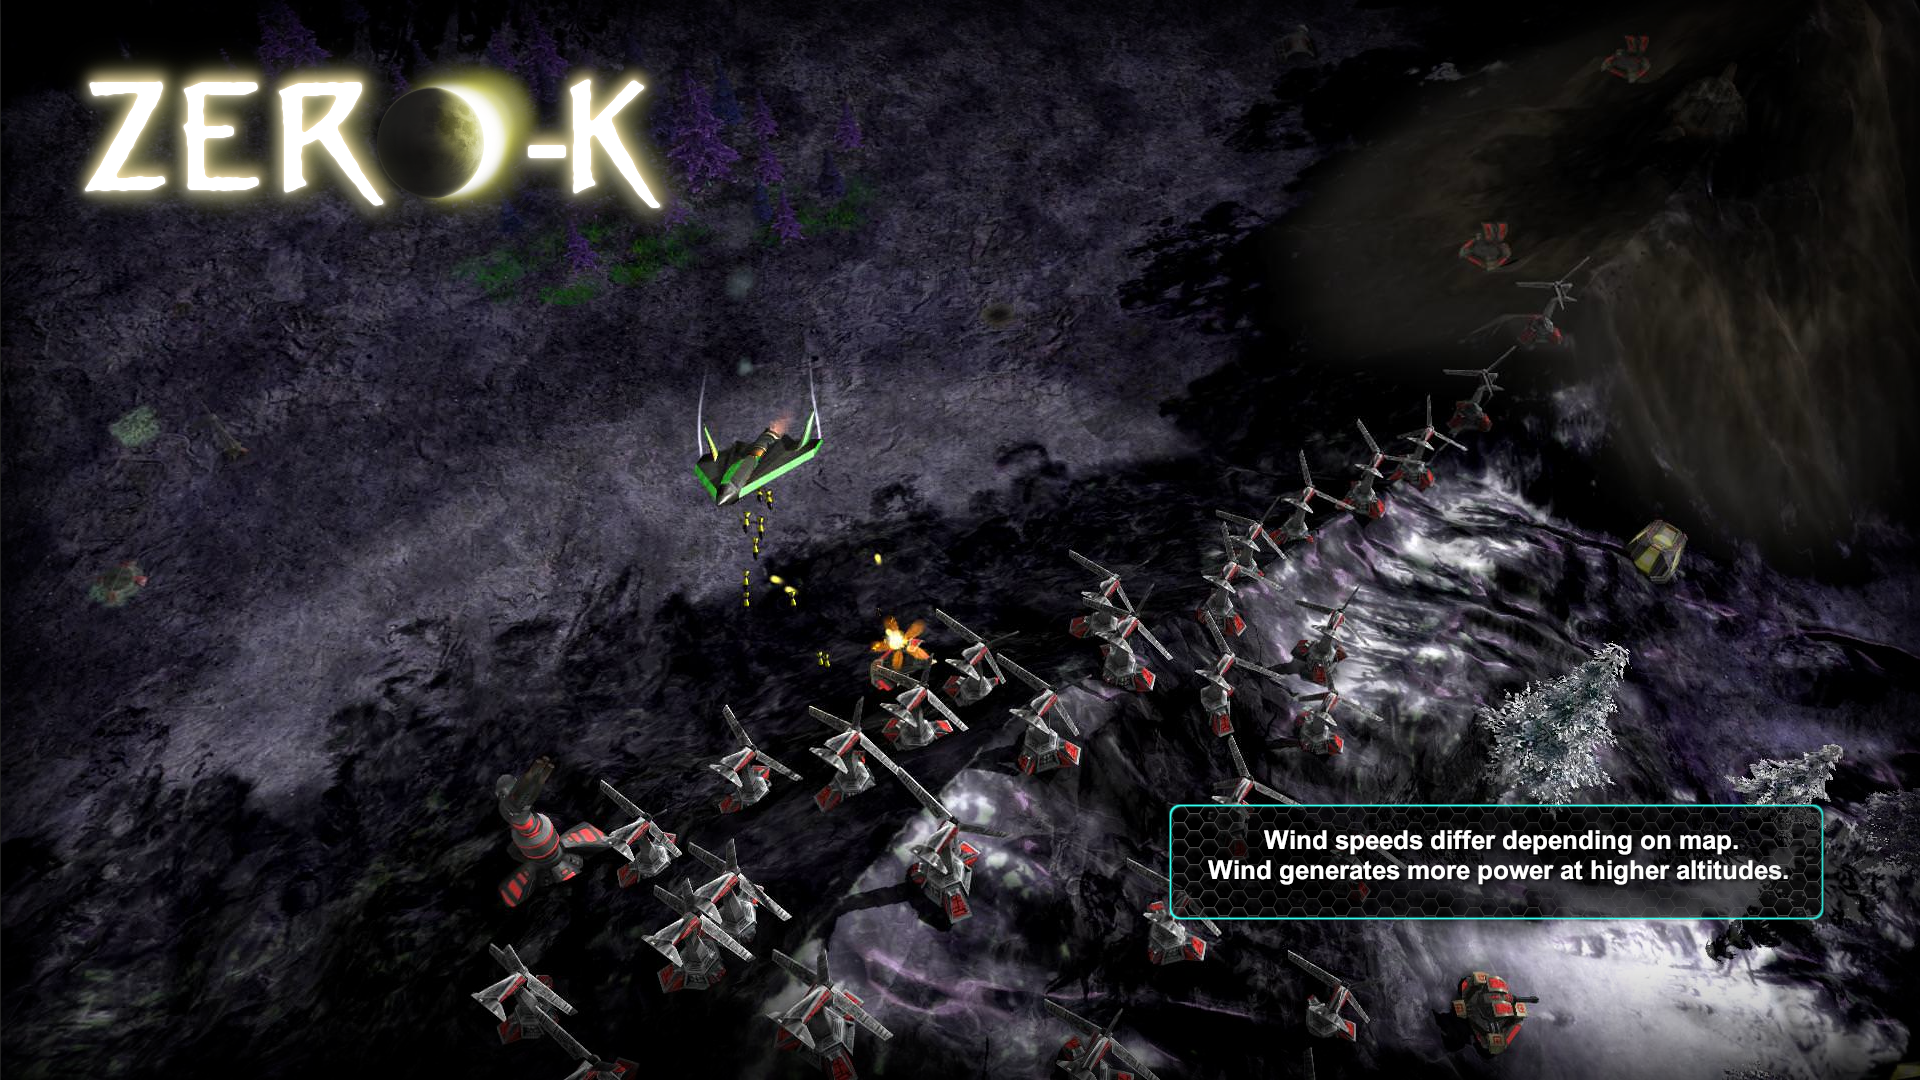 ZERO-K
Wind speeds differ depending on map.
Wind generates more power at higher altitudes.